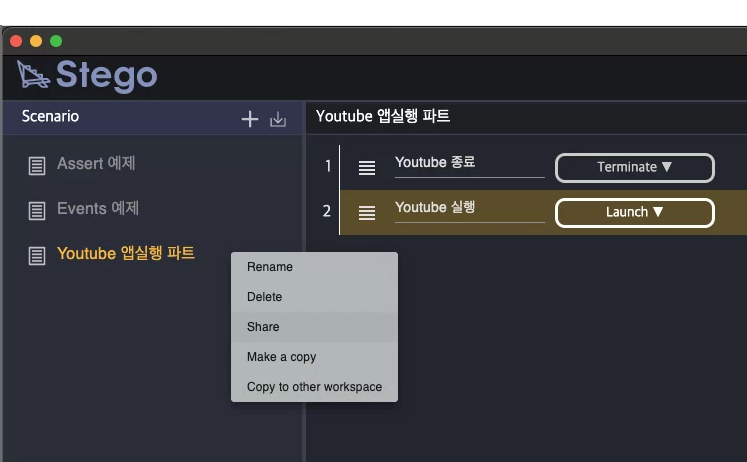 Stego
Scenario
Youtube 앱실행 파트
Assert 예제
Events 예제
Youtube 앱실행 파트
1 Youtube 종료 Terminate ▼
2 Youtube 실행 Launch ▼
Rename
Delete
Share
Make a copy
Copy to other workspace